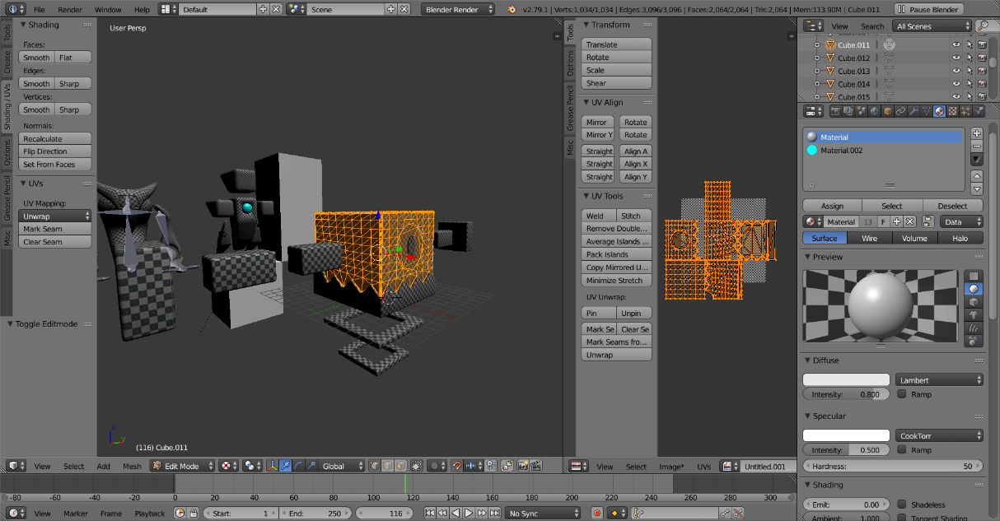 File Render Window Help Default Scene Blender Render v2.79.1 | Verts:1,034/1,034 | Edges:3,096/3,096 | Faces:2,064/2,064 | Tris:2,064 | Mem:113.90M | Cube.011 Pause Blender
Tools
Create
Shading / UVs
Options
Grease Pencil
Misc
Shading
Faces:
Smooth Flat
Edges:
Smooth Sharp
Vertices:
Smooth Sharp
Normals:
Recalculate
Flip Direction
Set From Faces
UVs
UV Mapping:
Unwrap
Mark Seam
Clear Seam
Toggle Editmode
User Persp
z
y
(116) Cube.011
View Select Add Mesh Edit Mode Global
Tools
Options
Grease Pencil
Misc
Transform
Translate
Rotate
Scale
Shear
UV Align
Mirror Rotate
Mirror Y Rotate
Straight Align A
Straight Align X
Straight Align Y
UV Tools
Weld Stitch
Remove Double...
Average Islands ...
Pack Islands
Copy Mirrored U...
Minimize Stretch
UV Unwrap:
Pin Unpin
Mark Se Clear Se
Mark Seams fro...
Unwrap
View Select Image* UVs Untitled.001
View Search All Scenes
Cube.011
Cube.012
Cube.013
Cube.014
Cube.015
Material
Material.002
Assign Select Deselect
Material 13 F Data
Surface Wire Volume Halo
Preview
Diffuse
Lambert
Intensity: 0.800 Ramp
Specular
CookTorr
Intensity: 0.500 Ramp
Hardness: 50
Shading
Emit: 0.00 Shadeless
Ambient: 1.000 Tangent Shading
-80 -60 -40 -20 0 20 40 60 80 100 120 140 160 180 200 220 240 260 280 300
View Marker Frame Playback Start: 1 End: 250 116 No Sync